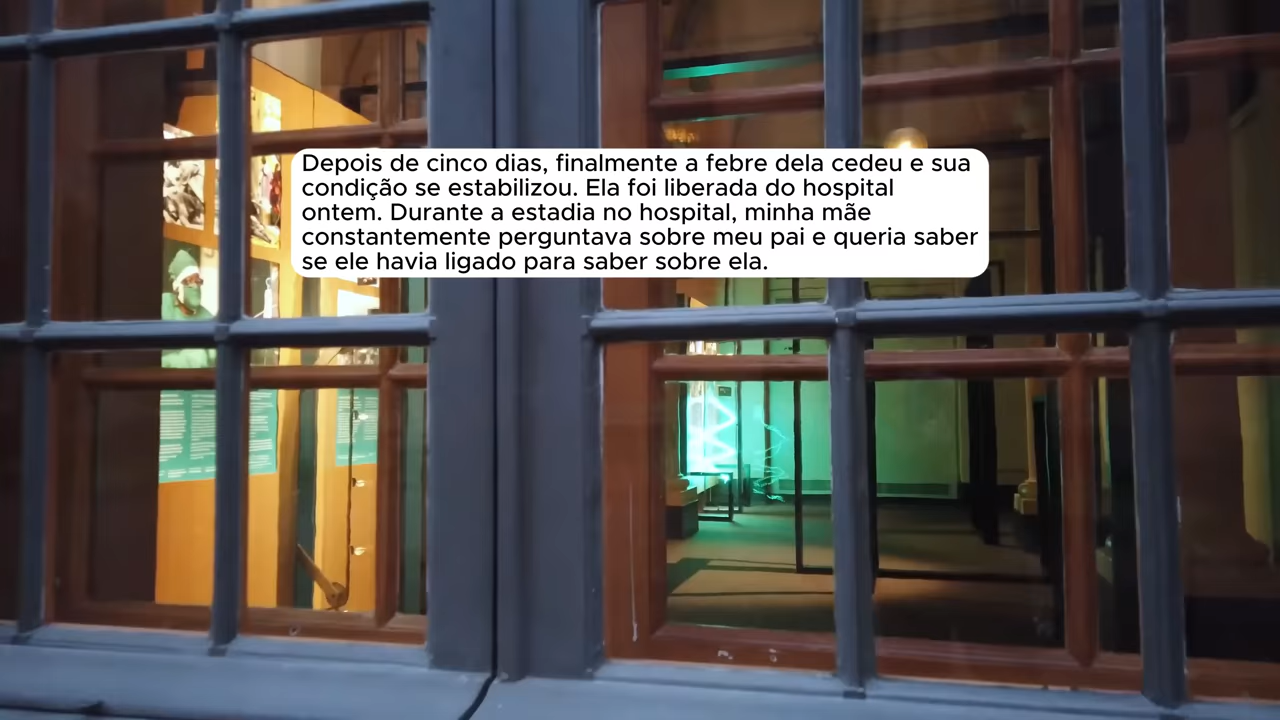 Depois de cinco dias, finalmente a febre dela cedeu e sua
condição se estabilizou. Ela foi liberada do hospital
ontem. Durante a estadia no hospital, minha mãe
constantemente perguntava sobre meu pai e queria saber
se ele havia ligado para saber sobre ela.